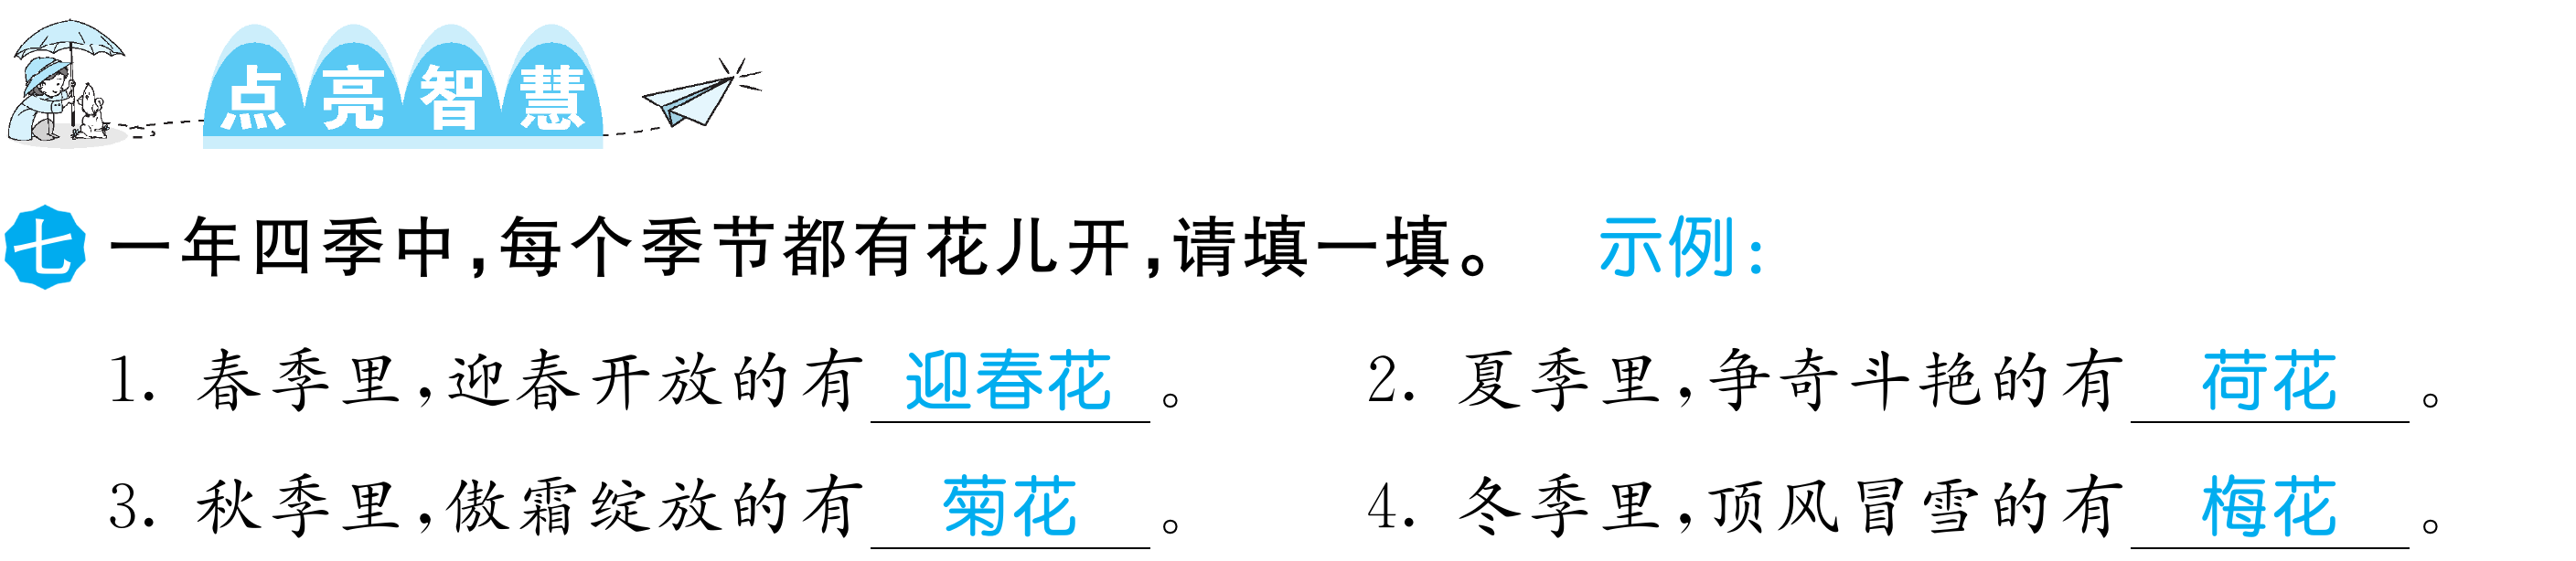 点亮智慧
七 一年四季中,每个季节都有花儿开,请填一填。 示例:
1. 春季里,迎春开放的有 迎春花 。 2. 夏季里,争奇斗艳的有 荷花 。
3. 秋季里,傲霜绽放的有 菊花 。 4. 冬季里,顶风冒雪的有 梅花 。